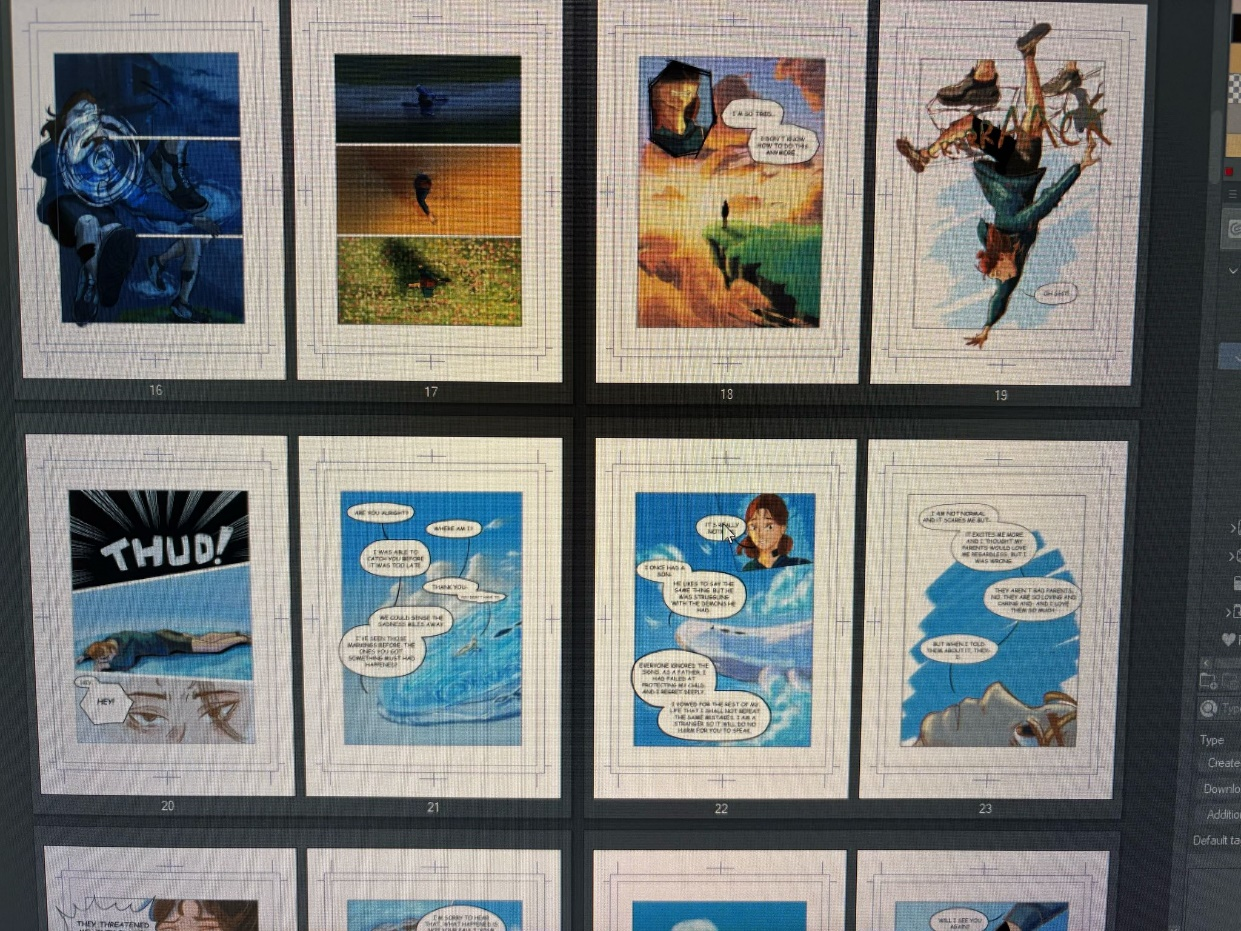 I'M SO TIRED.
I DON'T KNOW
HOW TO DO THIS
ANYMORE.
16
17
18
19
THUD!
HEY!
ARE YOU ALRIGHT?
WHERE AM I?
I WAS ABLE TO
CATCH YOU BEFORE
IT WAS TOO LATE.
THANK YOU.
WE COULD SENSE THE
SADNESS MILES AWAY.
I'VE SEEN THOSE
MARKINGS BEFORE. THE
ONES YOU GOT.
SOMETHING MUST HAD
HAPPENED?
I ONCE HAD A
SON.
HE LIKES TO SAY THE
SAME THING BUT HE
WAS STRUGGLING
WITH THE DEMONS HE
HAD.
EVERYONE IGNORED THE
SIGNS. AS A FATHER, I
HAD FAILED AT
PROTECTING MY CHILD
AND I REGRET DEEPLY.
I VOWED FOR THE REST OF MY
LIFE THAT I SHALL NOT REPEAT
THE SAME MISTAKES. I AM A
STRANGER SO IT WILL DO NO
HARM FOR YOU TO SPEAK.
I AM NOT NORMAL
AND IT SCARES ME BUT..
IT EXCITES ME MORE
AND I THOUGHT MY
PARENTS WOULD LOVE
ME REGARDLESS, BUT I
WAS WRONG.
THEY AREN'T BAD PARENTS,
NO. THEY ARE SO LOVING AND
CARING AND I LOVE
THEM SO MUCH.
BUT WHEN I TOLD
THEM ABOUT IT, THEY-
20
21
22
23
THEY THREATENED
I'M SORRY TO HEAR
THAT. WHAT HAPPENED IS
WILL I SEE YOU
AGAIN?
Type
Type
Create
Downlo
Additio
Default ta